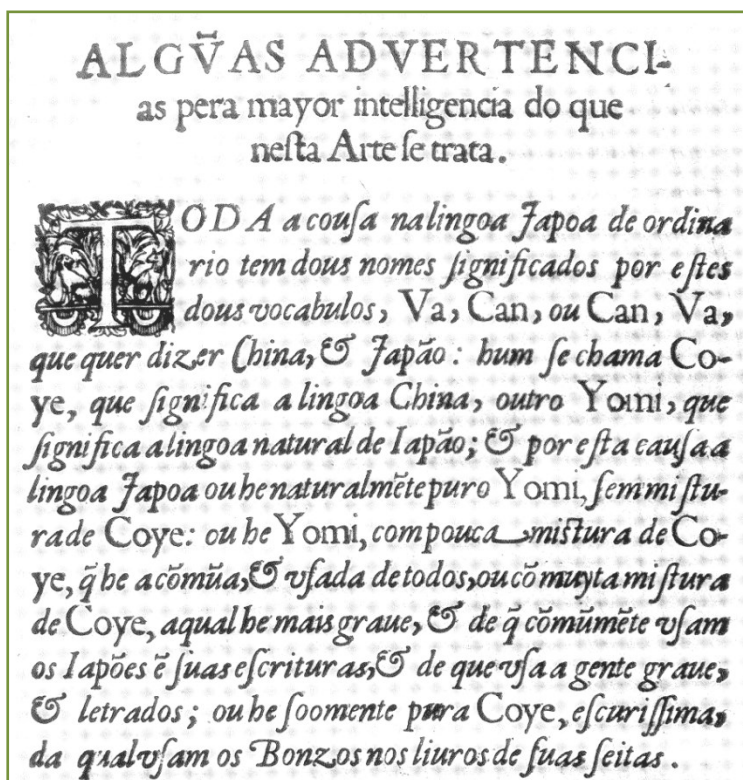 ALGṼAS ADVERTENCI-
as pera mayor intelligencia do que
neſta Arte ſe trata.
TODA a couſa na lingoa Japoa de ordina
rio tem dous nomes ſignificados por eſtes
dous vocabulos, Va, Can, ou Can, Va,
que quer dizer China, & Japão: hum ſe chama Co-
ye, que ſignifica a lingoa China, outro Yomi, que
ſignifica a lingoa natural de Iapão; & por eſta cauſa a
lingoa Japoa ou he naturalmẽte puro Yomi, ſem miſtu-
ra de Coye: ou he Yomi, com pouca miſtura de Co-
ye, q̃ he a cõmũa, & vſada de todos, ou cõ muyta miſtura
de Coye, a qual he mais graue, & de q̃ cõmũmẽte vſam
os Iapões ẽ ſuas eſcrituras, & de que vſa a gente graue,
& letrados; ou he ſoomente pura Coye, eſcuriſſima,
da qual vſam os Bonzos nos liuros de ſuas ſeitas.